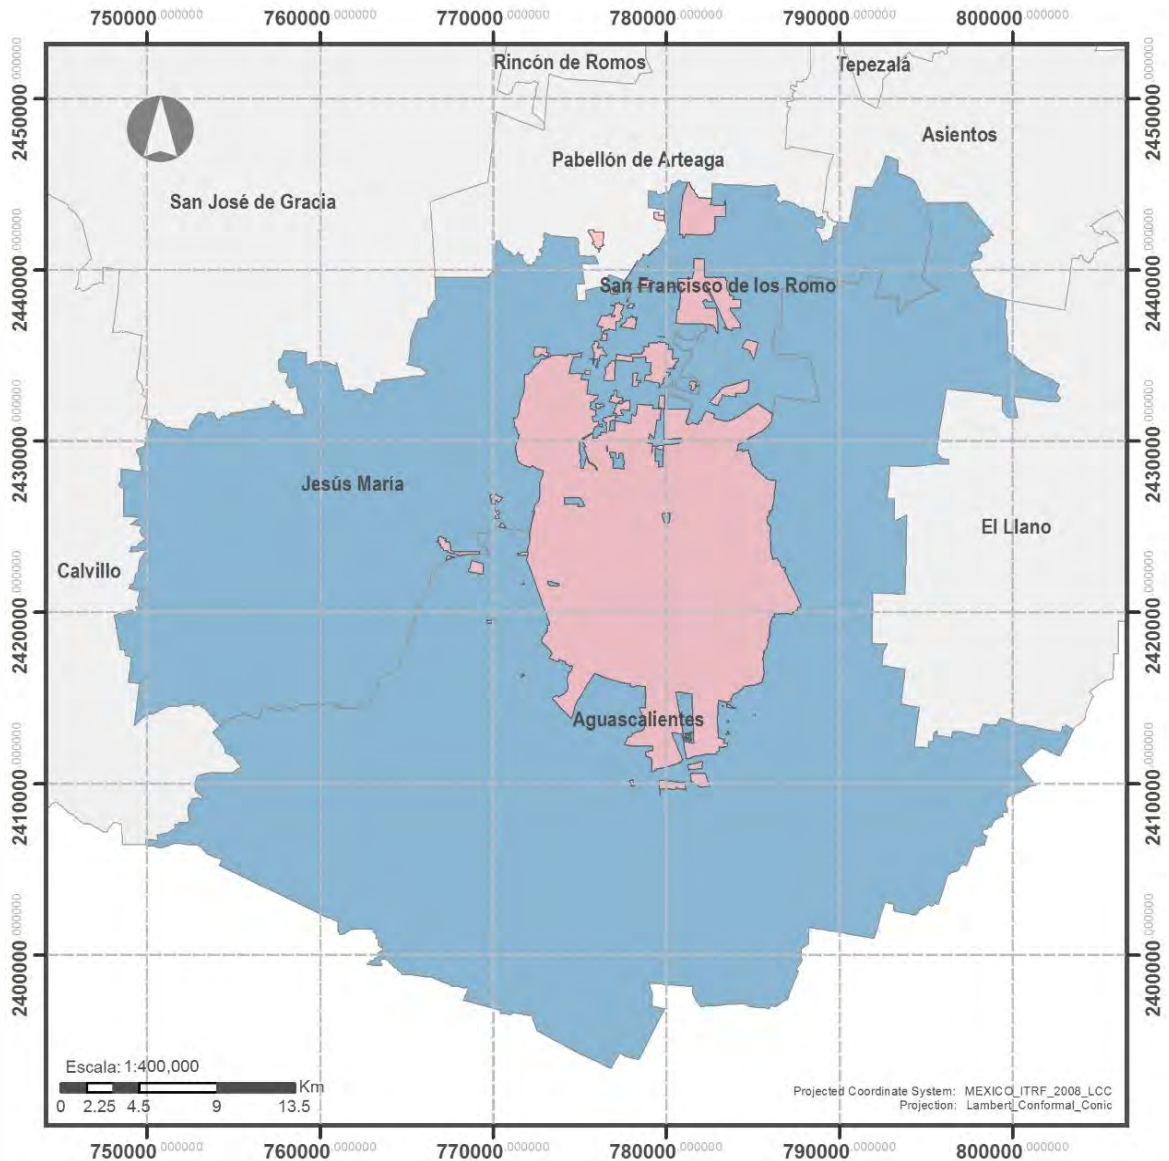 750000.000000 760000.000000 770000.000000 780000.000000 790000.000000 800000.000000
Rincón de Romos
Tepezalá
2450000.000000 2450000.000000
Asientos
Pabellón de Arteaga
San José de Gracia
2440000.000000 2440000.000000
San Francisco de los Romo
2430000.000000 2430000.000000
Jesús María
El Llano
Calvillo
2420000.000000 2420000.000000
Aguascalientes
2410000.000000 2410000.000000
2400000.000000 2400000.000000
Escala: 1:400,000
Km
0 2.25 4.5 9 13.5
Projected Coordinate System: MEXICO_ITRF_2008_LCC
Projection: Lambert_Conformal_Conic
750000.000000 760000.000000 770000.000000 780000.000000 790000.000000 800000.000000